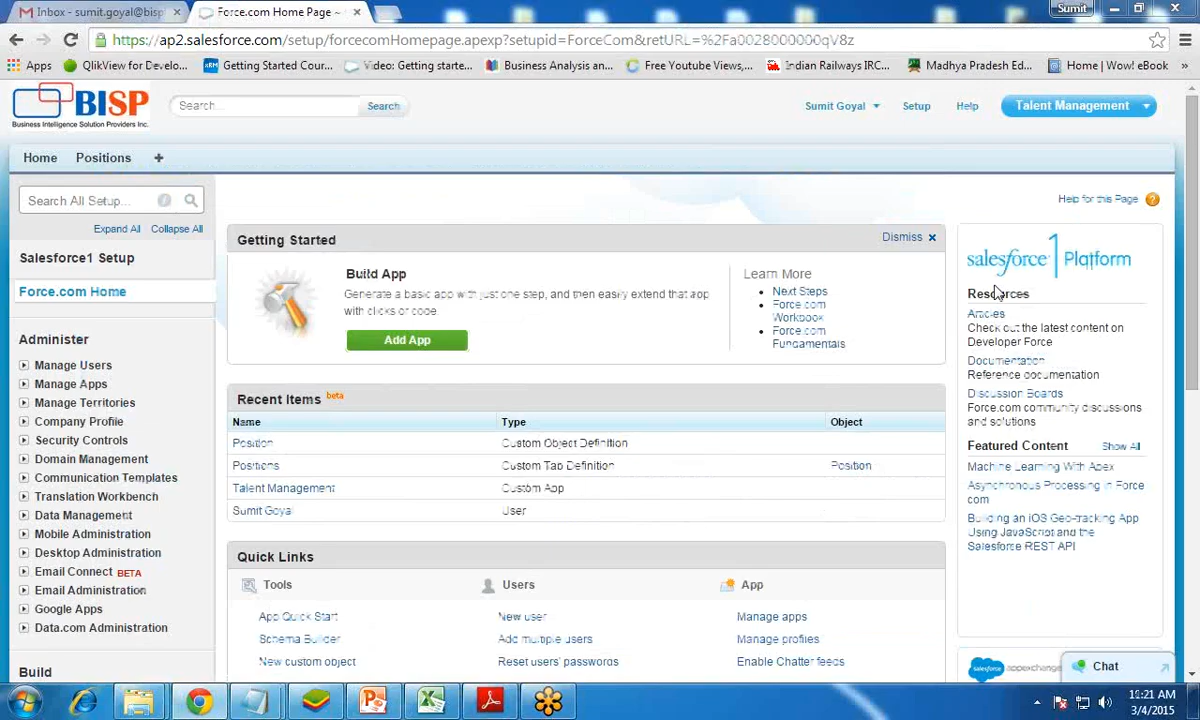 Inbox - sumit.goyal@bisp
Force.com Home Page ~
Sumit
https://ap2.salesforce.com/setup/forcecomHomepage.apexp?setupid=ForceCom&retURL=%2Fa0028000000qV8z
Apps
QlikView for Develo...
Getting Started Cour...
Video: Getting starte...
Business Analysis an...
Free Youtube Views,...
Indian Railways IRC...
Madhya Pradesh Ed...
Home | Wow! eBook
»
BISP
Business Intelligence Solution Providers Inc.
Search...
Search
Sumit Goyal
Setup
Help
Talent Management
Home
Positions
+
Search All Setup...
Expand All
Collapse All
Salesforce1 Setup
Force.com Home
Administer
Manage Users
Manage Apps
Manage Territories
Company Profile
Security Controls
Domain Management
Communication Templates
Translation Workbench
Data Management
Mobile Administration
Desktop Administration
Email Connect BETA
Email Administration
Google Apps
Data.com Administration
Build
Help for this Page
Getting Started
Dismiss
Build App
Generate a basic app with just one step, and then easily extend that app
with clicks or code.
Add App
Learn More
Next Steps
Force.com
Workbook
Force.com
Fundamentals
Recent Items beta
Name Type Object
Position Custom Object Definition
Positions Custom Tab Definition Position
Talent Management Custom App
Sumit Goyal User
Quick Links
Tools
App Quick Start
Schema Builder
New custom object
Users
New user
Add multiple users
Reset users' passwords
App
Manage apps
Manage profiles
Enable Chatter feeds
salesforce1 Platform
Resources
Articles
Check out the latest content on
Developer Force
Documentation
Reference documentation
Discussion Boards
Force.com community discussions
and solutions
Featured Content
Show All
Machine Learning With Apex
Asynchronous Processing in Force
com
Building an iOS Geo-tracking App
Using JavaScript and the
Salesforce REST API
salesforce appexchange
Chat
11:21 AM
3/4/2015